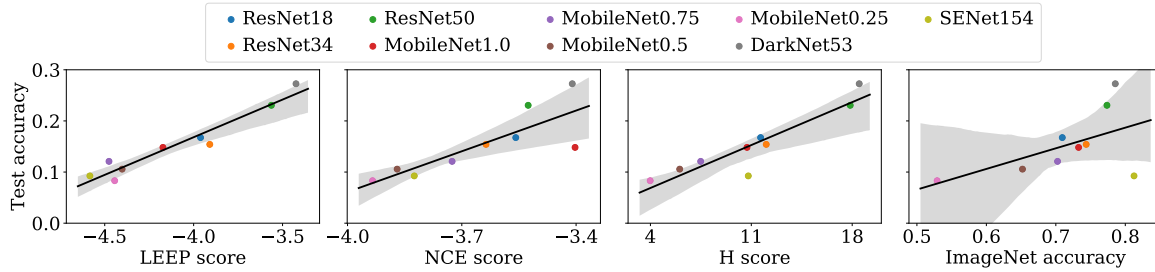 ResNet18 ResNet50 MobileNet0.75 MobileNet0.25 SENet154
ResNet34 MobileNet1.0 MobileNet0.5 DarkNet53
Test accuracy
0.3
0.2
0.1
0.0
−4.5 −4.0 −3.5
LEEP score
−4.0 −3.7 −3.4
NCE score
4 11 18
H score
0.5 0.6 0.7 0.8
ImageNet accuracy